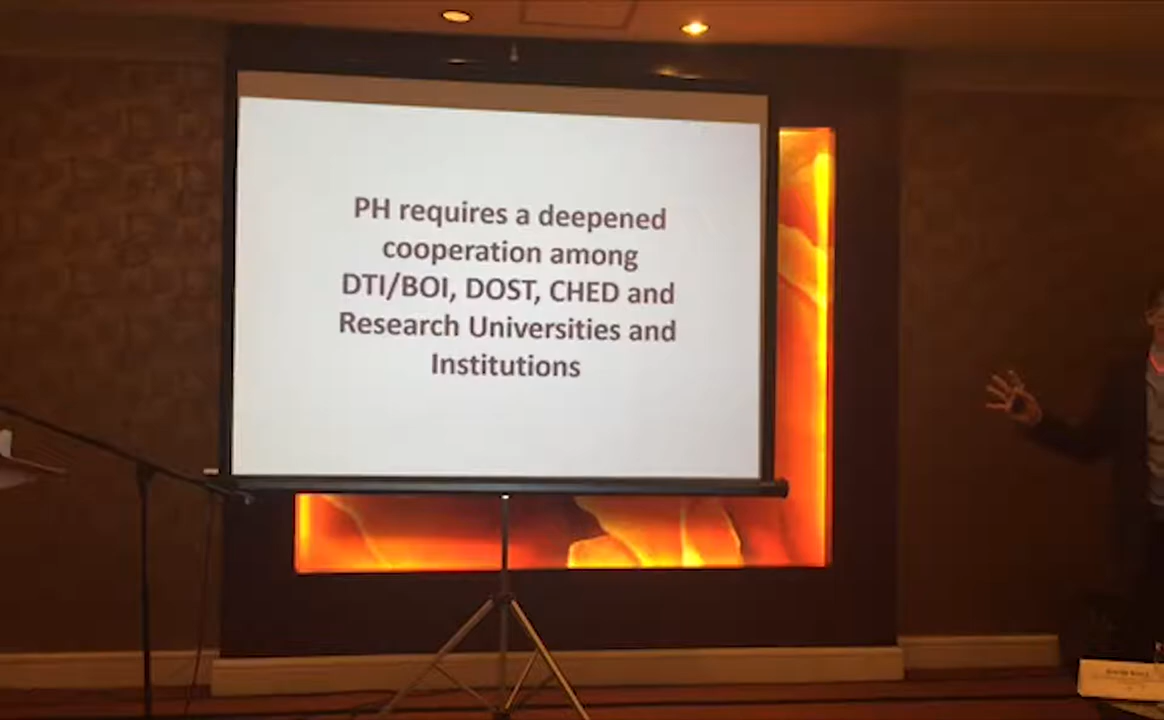 PH requires a deepened
cooperation among
DTI/BOI, DOST, CHED and
Research Universities and
Institutions